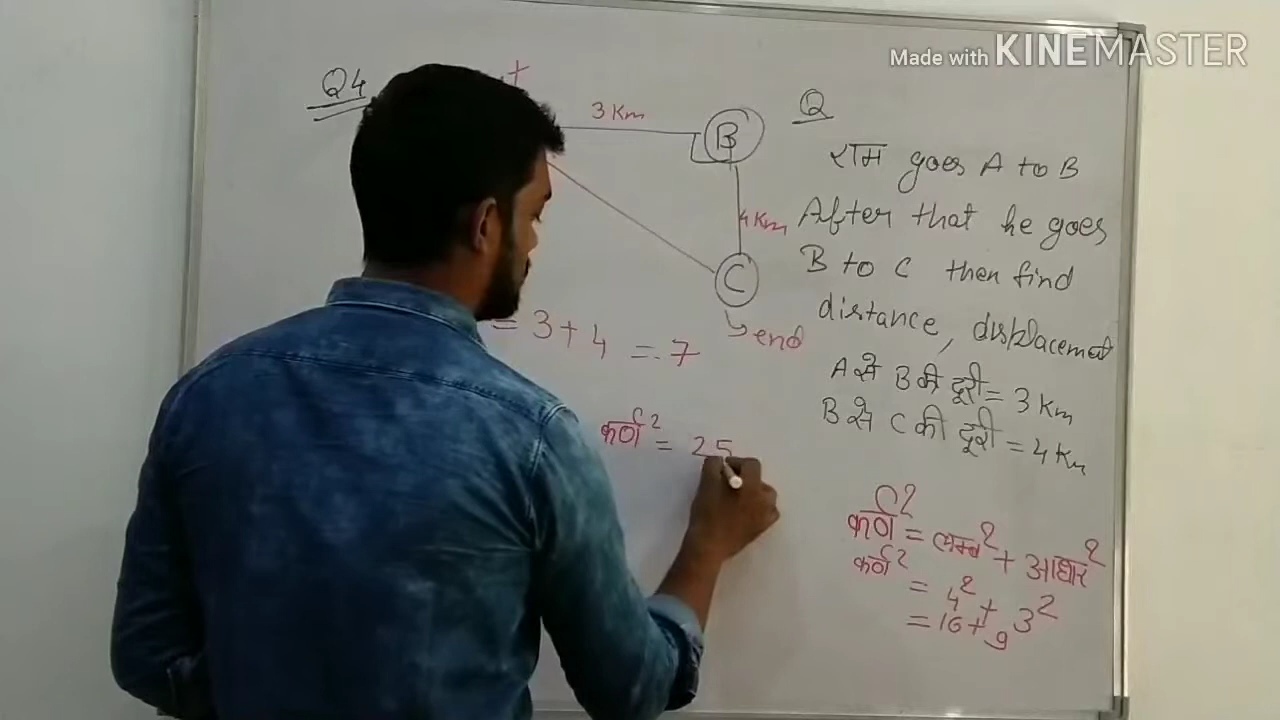 Made with KINEMASTER
Q4
3 Km
B
4 Km
C
end
= 3 + 4 = 7
कर्ण² = 25
Q
राम goes A to B
After that he goes
B to C then find
distance, displacement
A से B की दूरी = 3 Km
B से C की दूरी = 4 Km
कर्ण² = लम्ब² + आधार²
कर्ण² = 4² + 3²
= 16 + 9